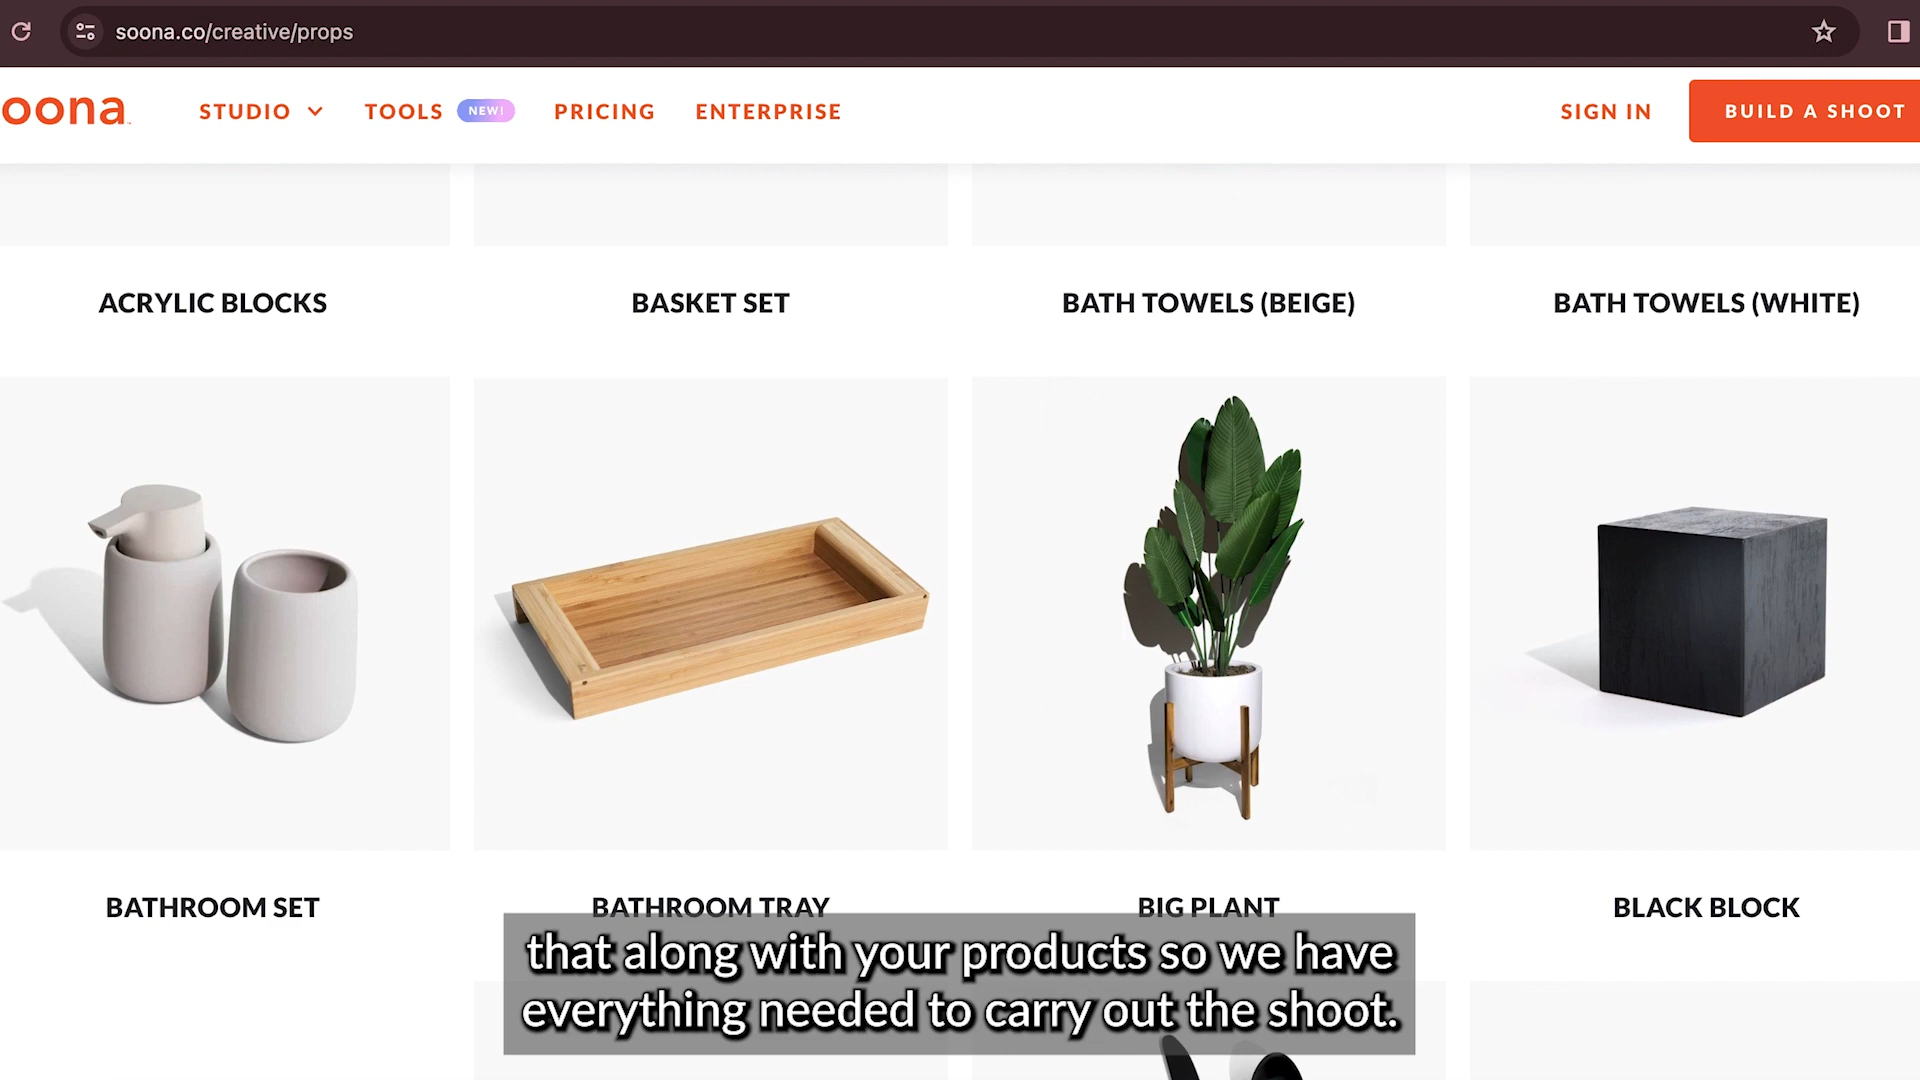 soona.co/creative/props
oona
STUDIO
TOOLS NEW!
PRICING
ENTERPRISE
SIGN IN
BUILD A SHOOT
ACRYLIC BLOCKS
BASKET SET
BATH TOWELS (BEIGE)
BATH TOWELS (WHITE)
BATHROOM SET
BATHROOM TRAY
BIG PLANT
BLACK BLOCK
that along with your products so we have
everything needed to carry out the shoot.